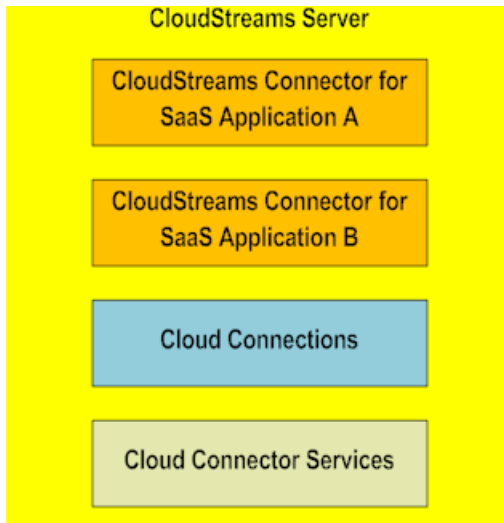 CloudStreams Server
CloudStreams Connector for
SaaS Application A
CloudStreams Connector for
SaaS Application B
Cloud Connections
Cloud Connector Services